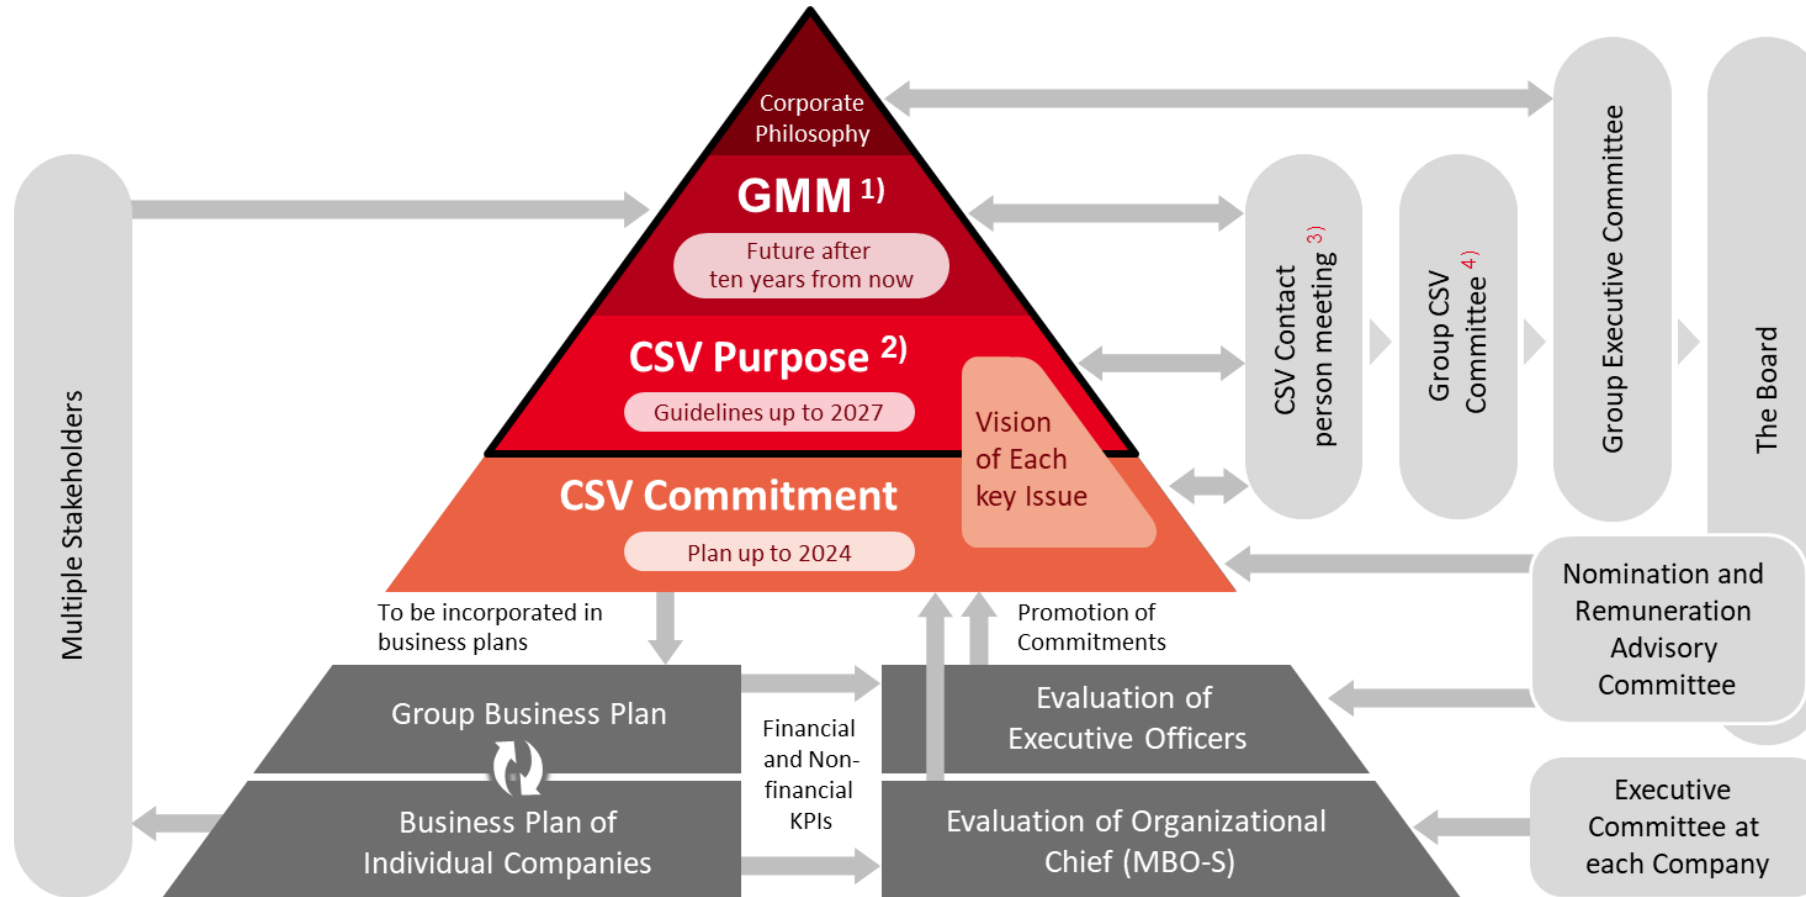 Corporate
Philosophy
GMM 1)
Future after
ten years from now
CSV Purpose 2)
Guidelines up to 2027
Vision
of Each
key Issue
CSV Commitment
Plan up to 2024
Multiple Stakeholders
CSV Contact
person meeting 3)
Group CSV
Committee 4)
Group Executive Committee
The Board
To be incorporated in
business plans
Promotion of
Commitments
Nomination and
Remuneration
Advisory
Committee
Group Business Plan
Financial
and Non-
financial
KPIs
Evaluation of
Executive Officers
Business Plan of
Individual Companies
Evaluation of Organizational
Chief (MBO-S)
Executive
Committee at
each Company